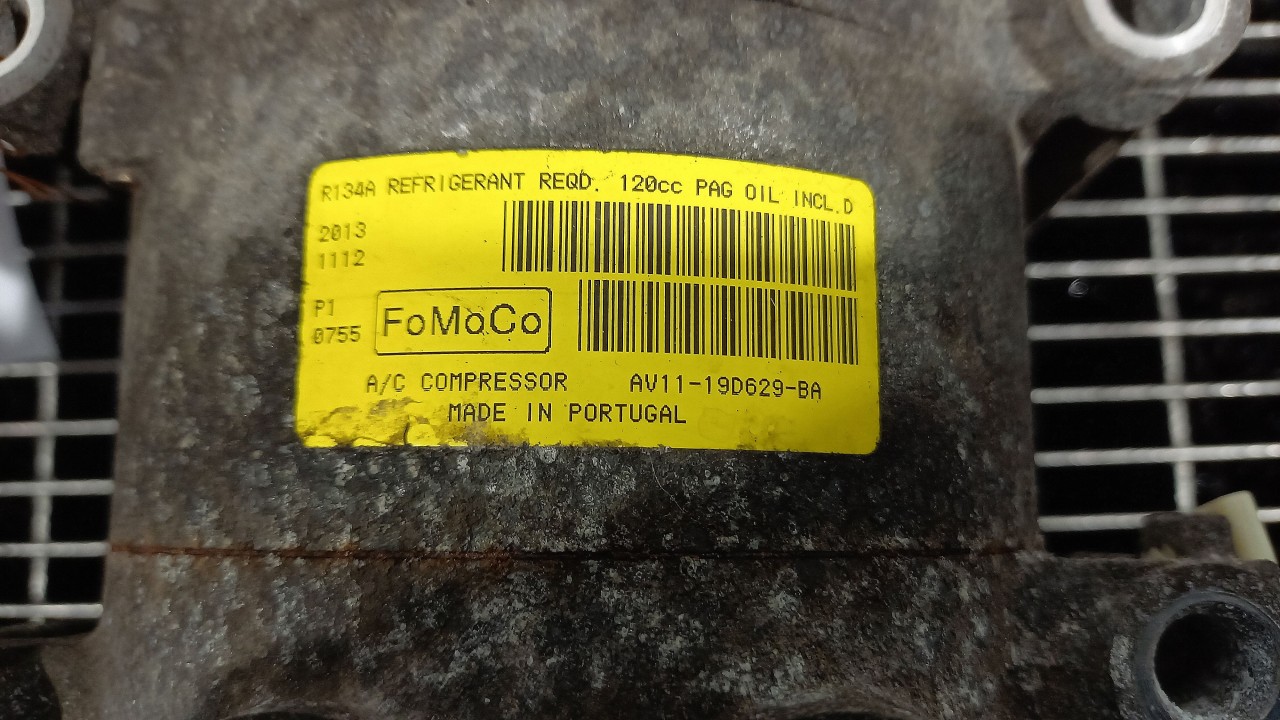 R134A REFRIGERANT REQD. 120cc PAG OIL INCL.D
2013
1112
P1
0755
FoMoCo
A/C COMPRESSOR AV11-19D629-BA
MADE IN PORTUGAL